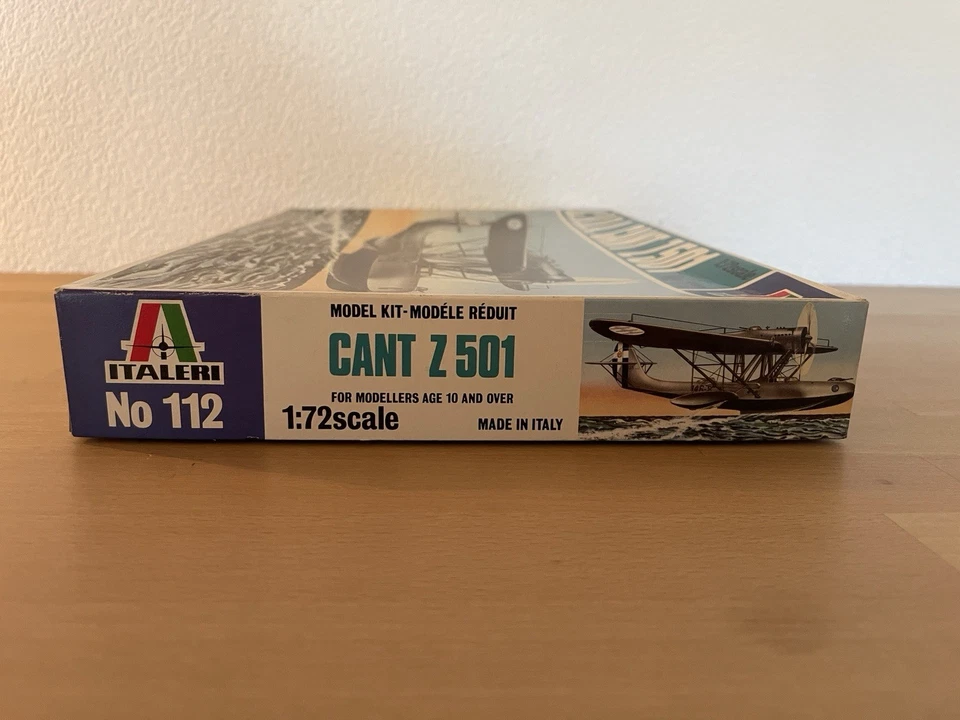 ITALERI
No 112
MODEL KIT-MODÉLE RÉDUIT
CANT Z 501
FOR MODELLERS AGE 10 AND OVER
1:72scale
MADE IN ITALY